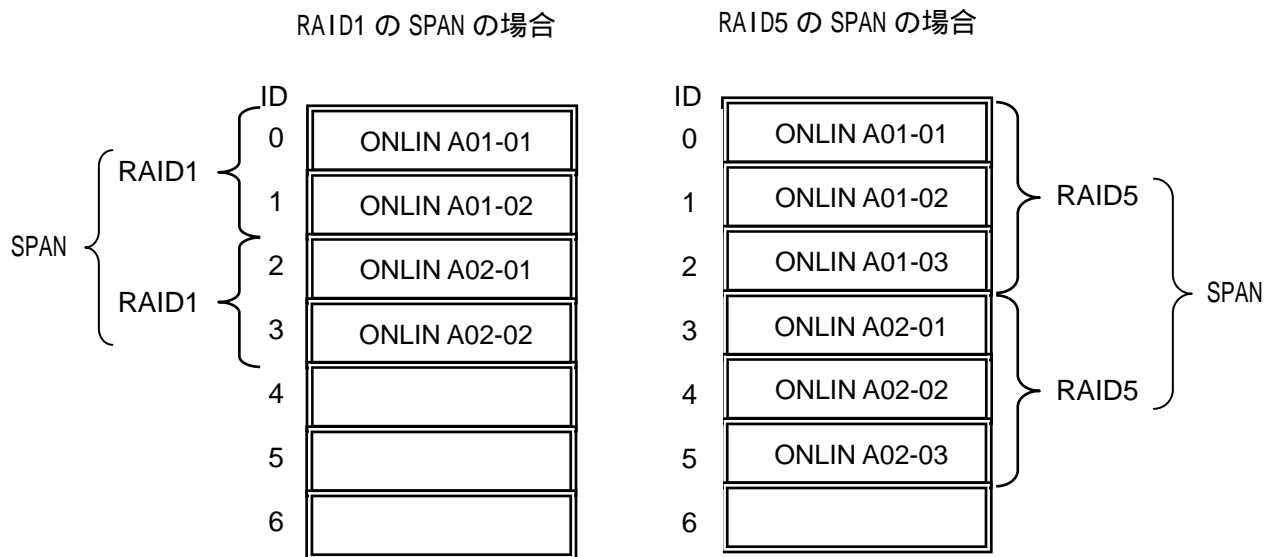 RAID1 の SPAN の場合
ID
0 ONLIN A01-01
RAID1
1 ONLIN A01-02
SPAN
2 ONLIN A02-01
RAID1
3 ONLIN A02-02
4
5
6
RAID5 の SPAN の場合
ID
0 ONLIN A01-01
1 ONLIN A01-02
RAID5
2 ONLIN A01-03
SPAN
3 ONLIN A02-01
4 ONLIN A02-02
RAID5
5 ONLIN A02-03
6